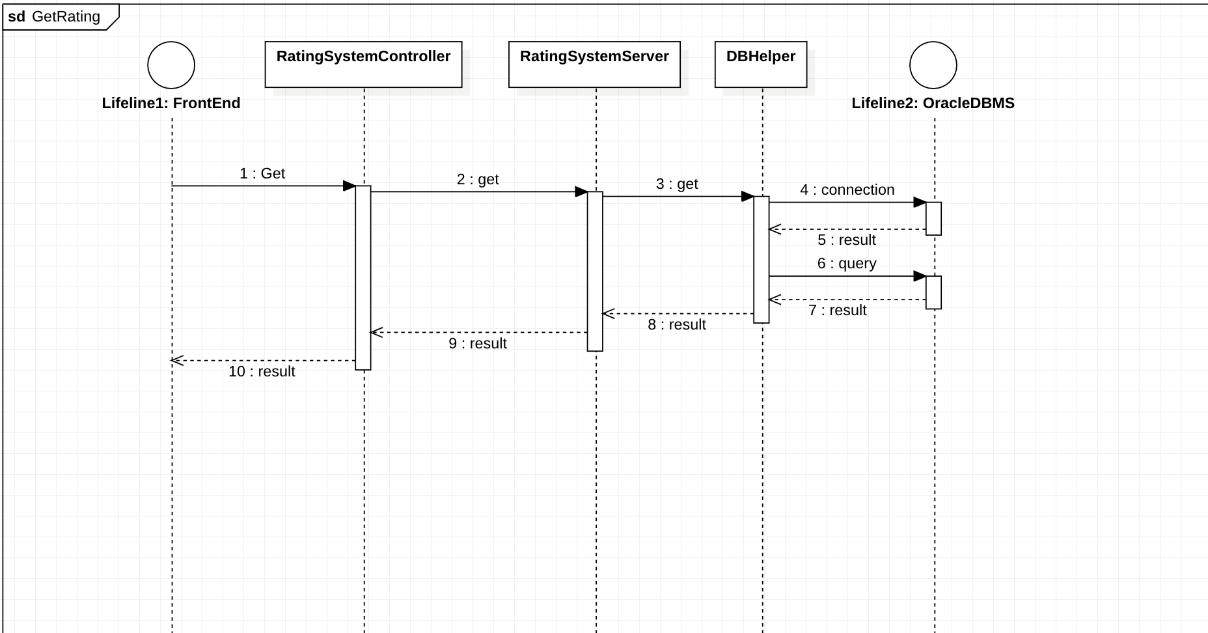 sd GetRating
RatingSystemController
RatingSystemServer
DBHelper
Lifeline1: FrontEnd
Lifeline2: OracleDBMS
1 : Get
2 : get
3 : get
4 : connection
5 : result
6 : query
7 : result
8 : result
9 : result
10 : result